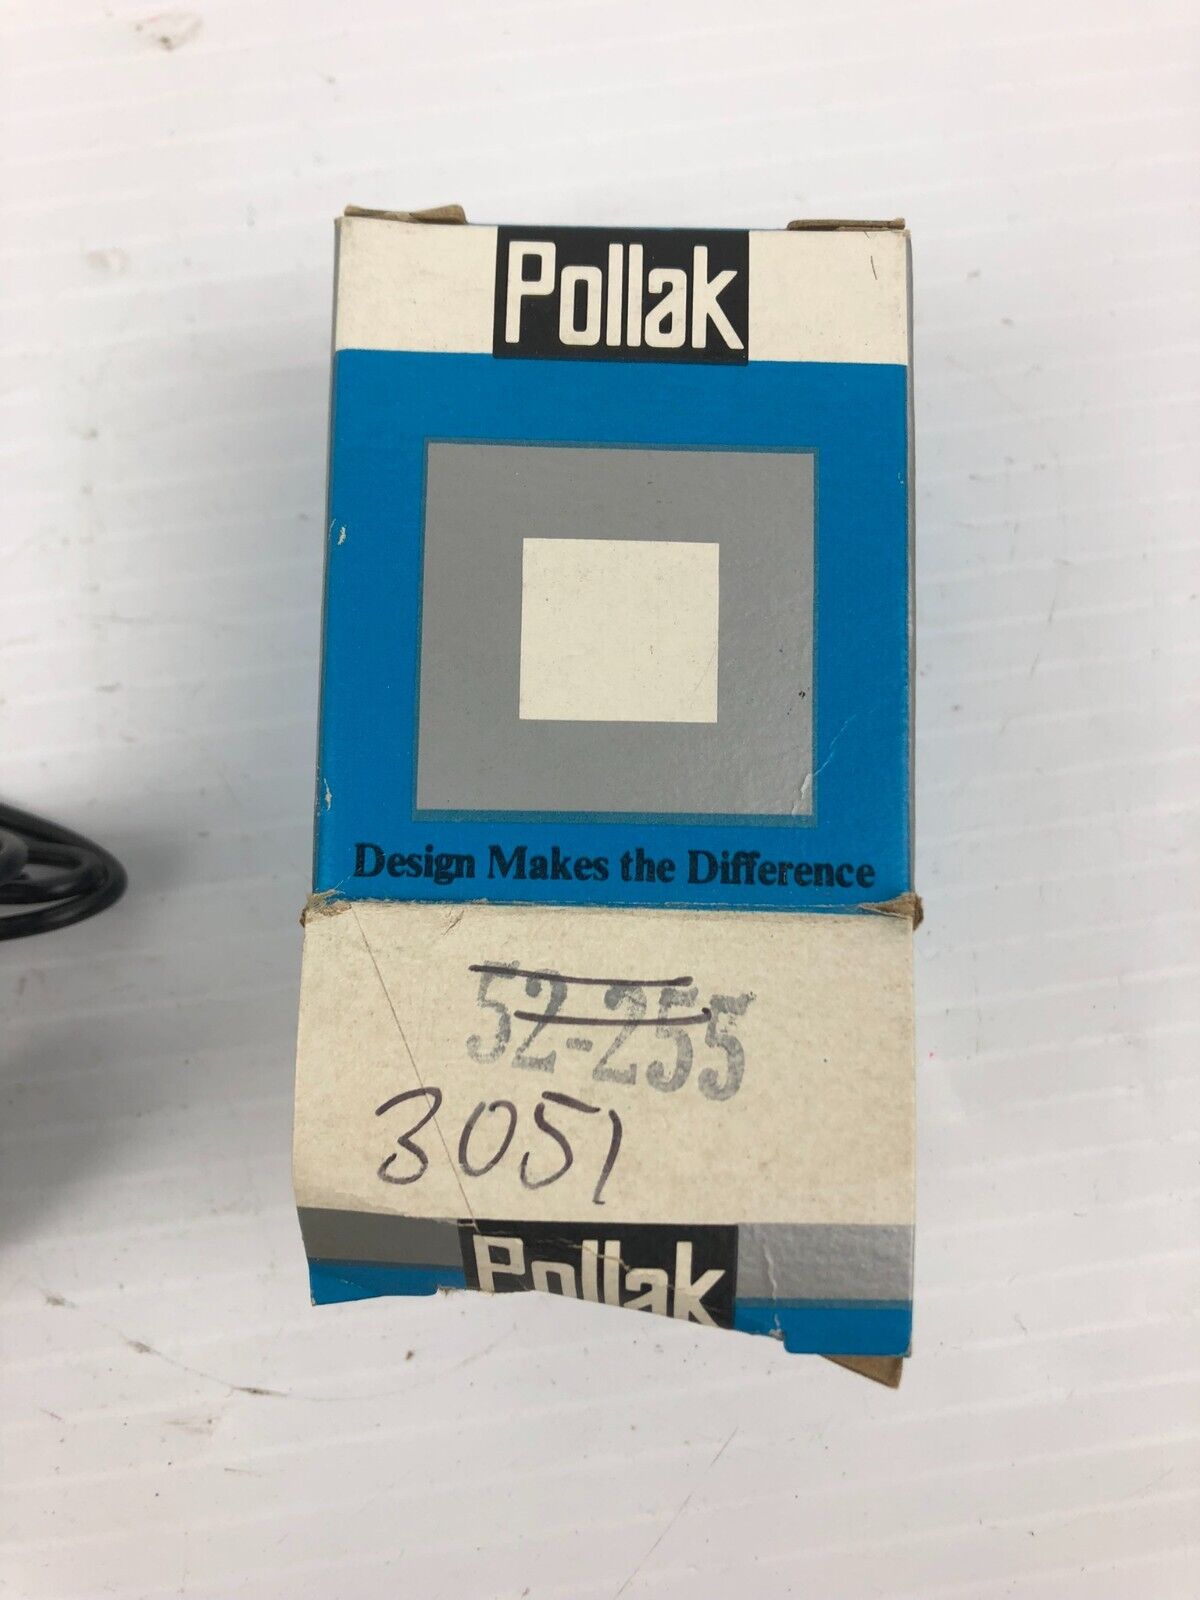 Pollak
Design Makes the Difference
52-255
3051
Pollak